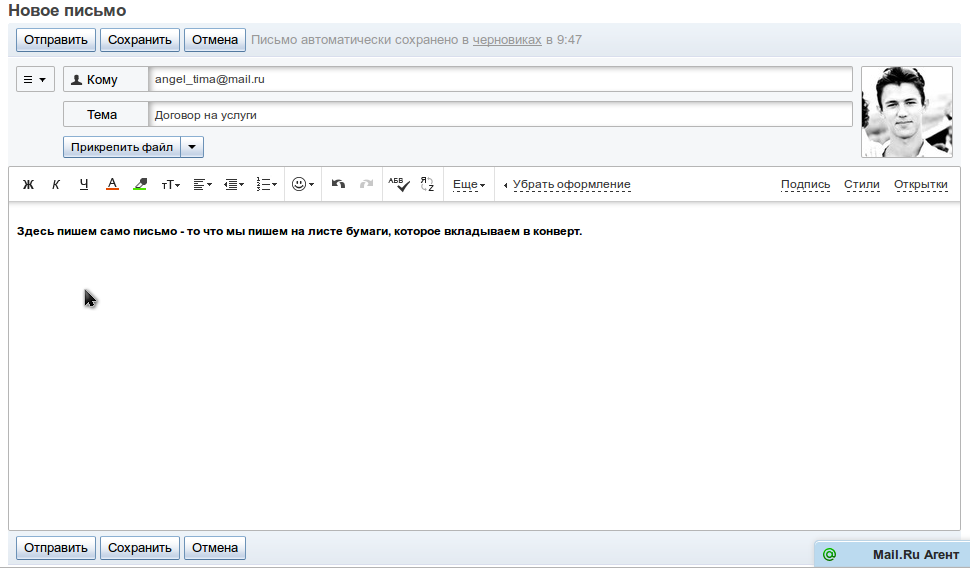 Новое письмо
Отправить Сохранить Отмена Письмо автоматически сохранено в черновиках в 9:47
Кому angel_tima@mail.ru
Тема Договор на услуги
Прикрепить файл
Ж К Ч А тТ АБВ Я Z Еще Убрать оформление Подпись Стили Открытки
Здесь пишем само письмо - то что мы пишем на листе бумаги, которое вкладываем в конверт.
Отправить Сохранить Отмена
@ Mail.Ru Агент